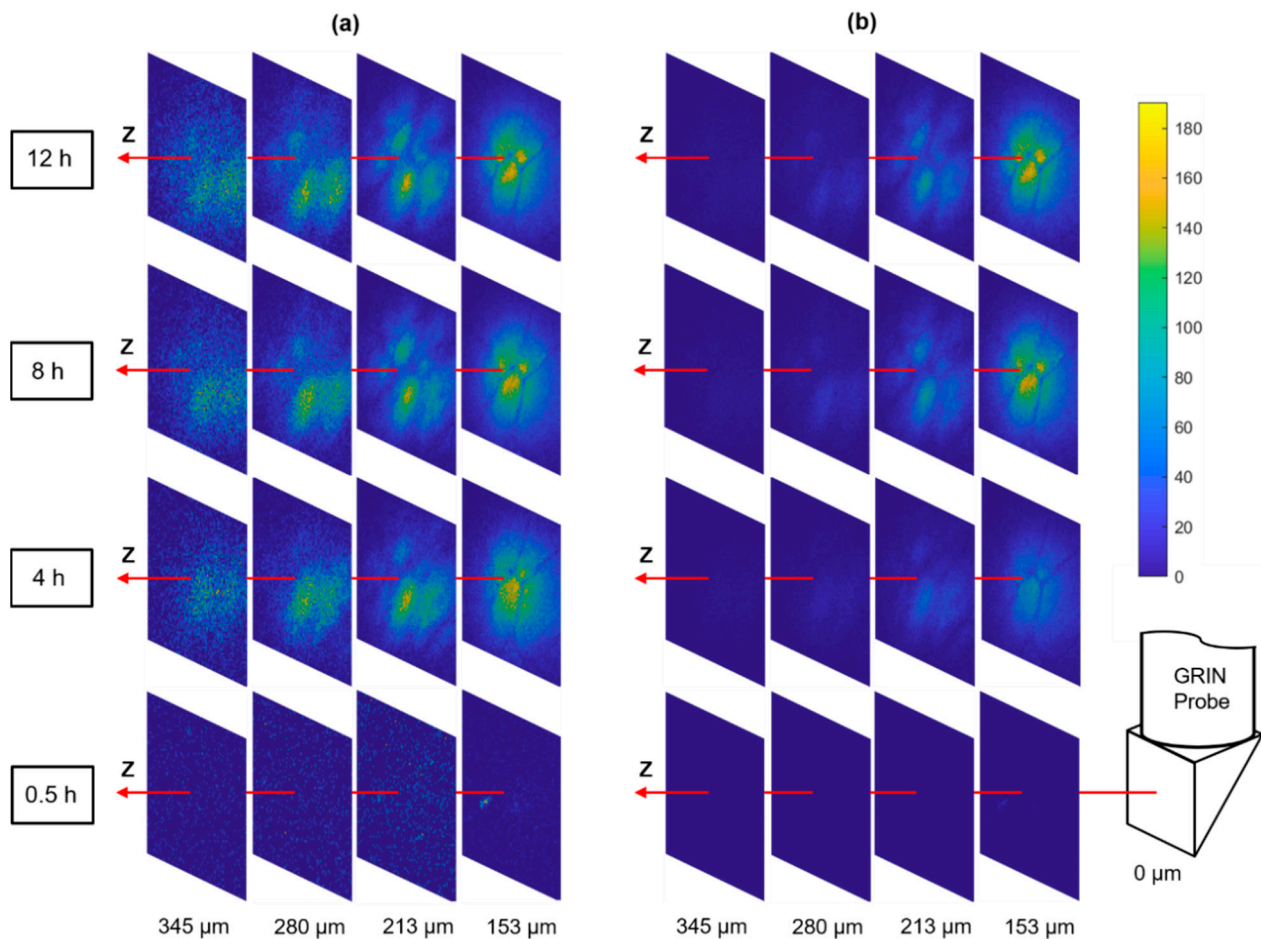 (a) (b)
12 h Z Z
8 h Z Z
4 h Z Z
0.5 h Z Z
180
160
140
120
100
80
60
40
20
0
GRIN
Probe
0 µm
345 µm 280 µm 213 µm 153 µm 345 µm 280 µm 213 µm 153 µm